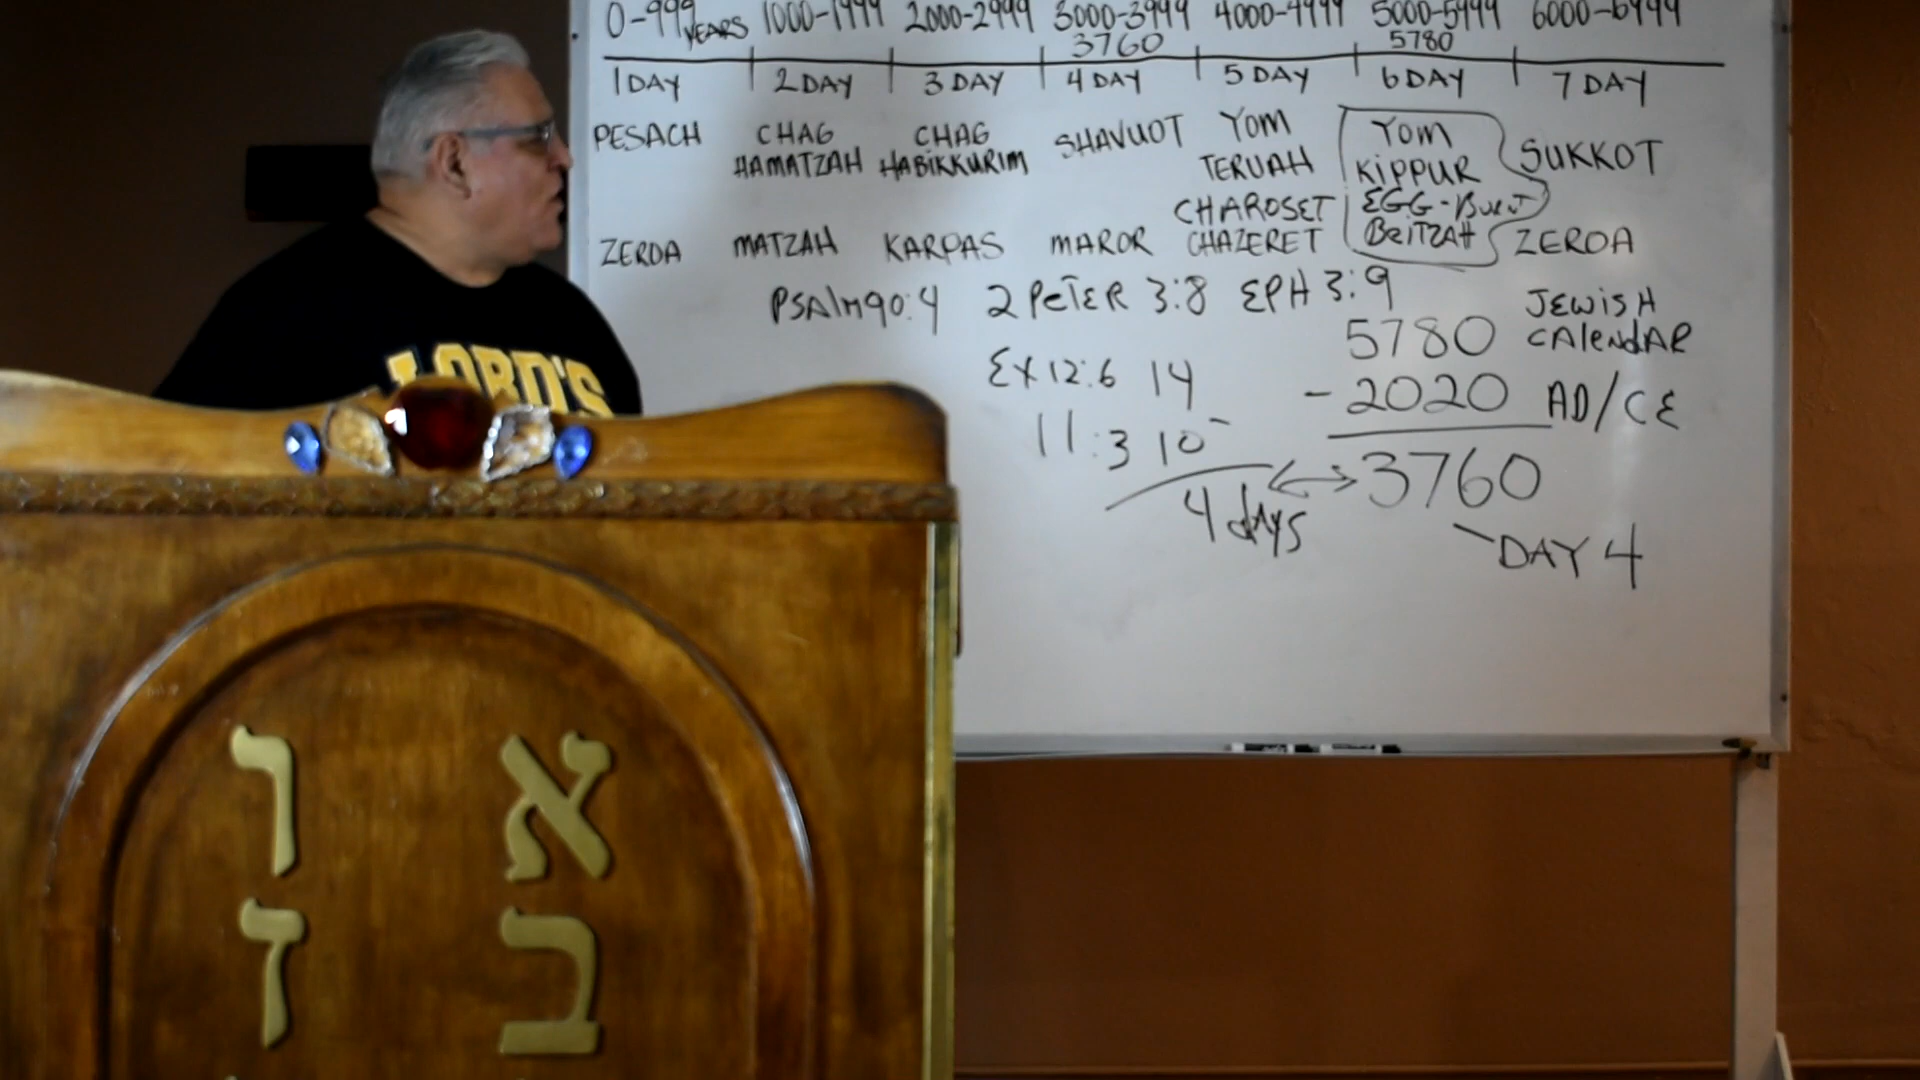 0-999 YEARS 1000-1999 2000-2999 3000-3999 4000-4999 5000-5999 6000-6999
3760 5780
1 DAY 2 DAY 3 DAY 4 DAY 5 DAY 6 DAY 7 DAY
PESACH CHAG HAMATZAH CHAG HABIKKURIM SHAVUOT YOM TERUAH YOM KIPPUR SUKKOT
CHAROSET EGG-BURNT
ZEROA MATZAH KARPAS MAROR CHAZERET BEITZAH ZEROA
PSALM 90:4 2 PETER 3:8 EPH 3:9
JEWISH
5780 CALENDAR
EX 12:6 14
- 2020 AD/CE
11:3 10-
3760
4 days
DAY 4
LORD'S
א ו
ב ז